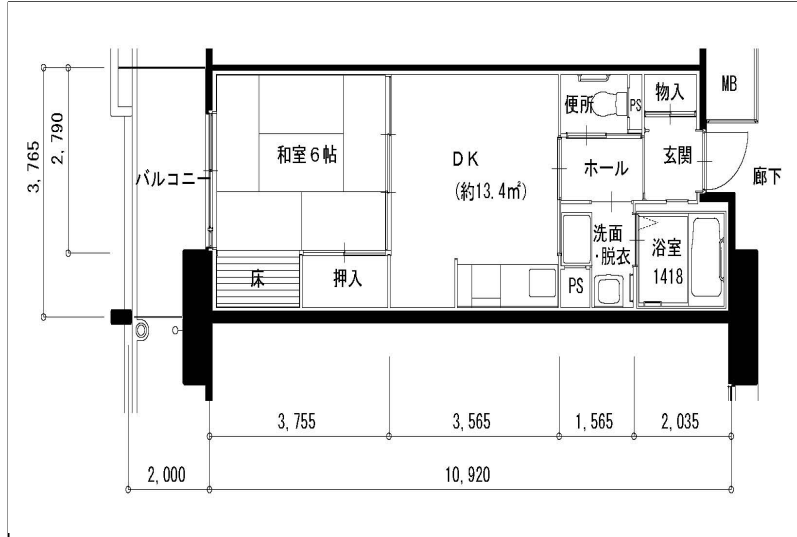 便所
PS
物入
MB
3,765
2,790
バルコニー
和室6帖
DK
(約13.4㎡)
ホール
玄関
廊下
洗面
・脱衣
浴室
1418
床
押入
PS
3,755
3,565
1,565
2,035
2,000
10,920